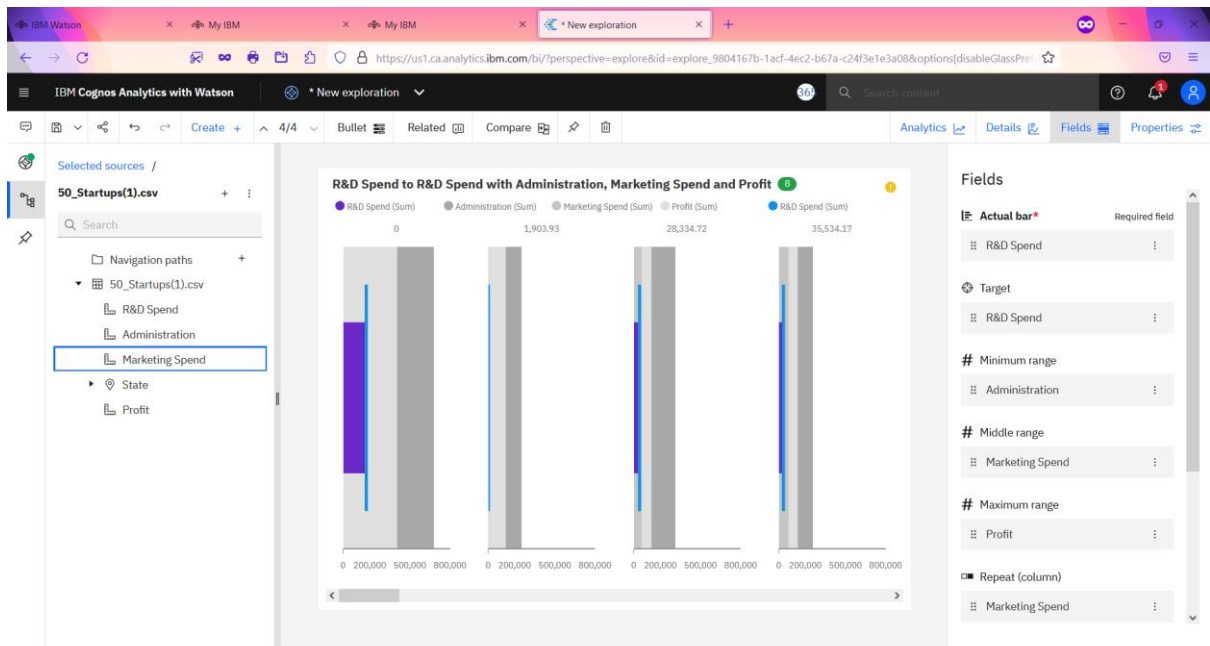 IBM Watson
My IBM
My IBM
* New exploration
https://us1.ca.analytics.ibm.com/bi/?perspective=explore&id=explore_9804167b-1acf-4ec2-b67a-c24f3e1e3a08&options[disableGlassPref
IBM Cognos Analytics with Watson
* New exploration
365
Search content
Create +
4/4
Bullet
Related
Compare
Analytics
Details
Fields
Properties
Selected sources /
50_Startups(1).csv
Search
Navigation paths
50_Startups(1).csv
R&D Spend
Administration
Marketing Spend
State
Profit
R&D Spend to R&D Spend with Administration, Marketing Spend and Profit 8
R&D Spend (Sum) Administration (Sum) Marketing Spend (Sum) Profit (Sum) R&D Spend (Sum)
0 1,903.93 28,334.72 35,534.17
0 200,000 500,000 800,000 0 200,000 500,000 800,000 0 200,000 500,000 800,000 0 200,000 500,000 800,000
Fields
Actual bar* Required field
R&D Spend
Target
R&D Spend
# Minimum range
Administration
# Middle range
Marketing Spend
# Maximum range
Profit
Repeat (column)
Marketing Spend